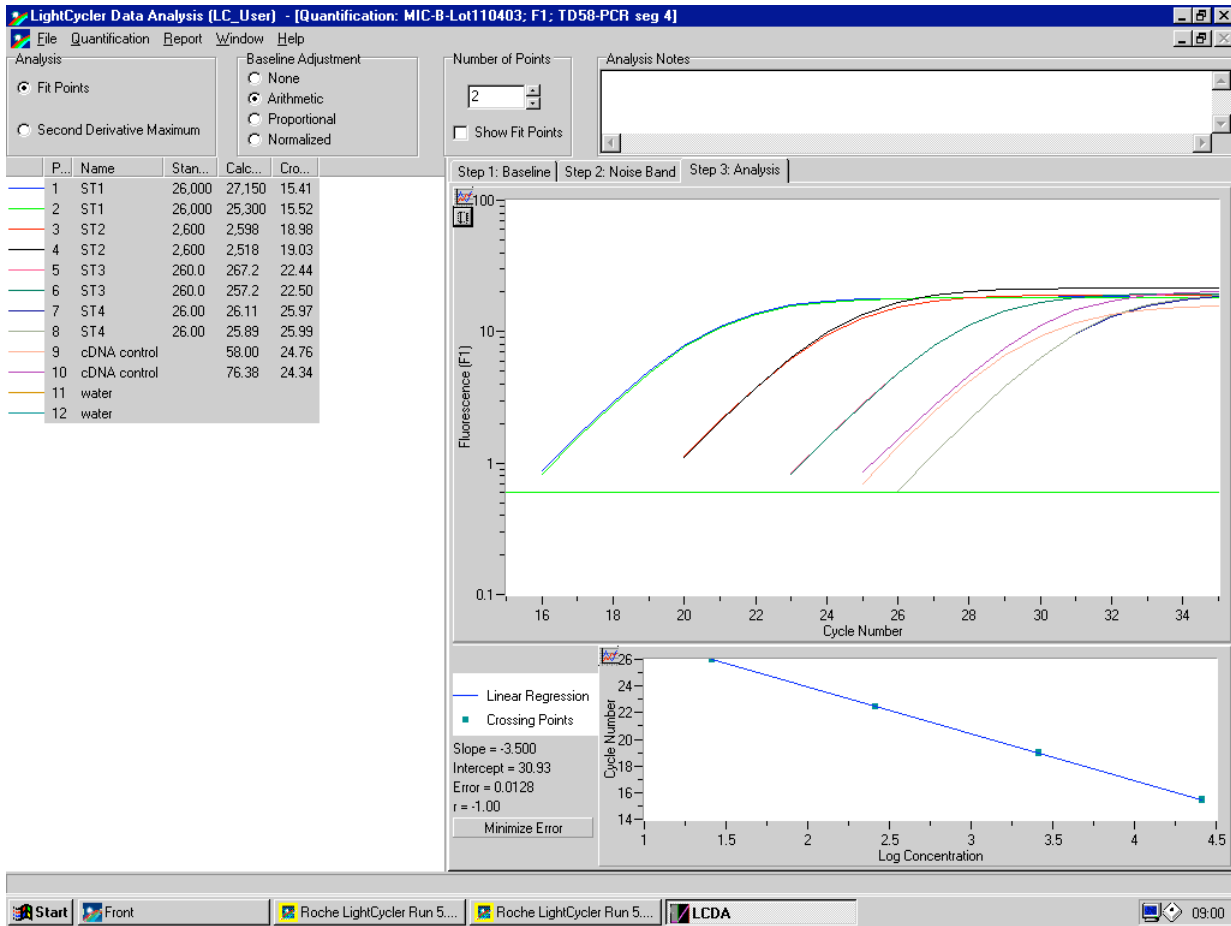 LightCycler Data Analysis (LC_User) - [Quantification: MIC-B-Lot110403; F1; TD58-PCR seg 4]
File Quantification Report Window Help
Analysis
Fit Points
Second Derivative Maximum
Baseline Adjustment
None
Arithmetic
Proportional
Normalized
Number of Points
2
Show Fit Points
Analysis Notes
P... Name Stan... Calc... Cro...
1 ST1 26,000 27,150 15.41
2 ST1 26,000 25,300 15.52
3 ST2 2,600 2,598 18.98
4 ST2 2,600 2,518 19.03
5 ST3 260.0 267.2 22.44
6 ST3 260.0 257.2 22.50
7 ST4 26.00 26.11 25.97
8 ST4 26.00 25.89 25.99
9 cDNA control 58.00 24.76
10 cDNA control 76.38 24.34
11 water
12 water
Step 1: Baseline Step 2: Noise Band Step 3: Analysis
100
10
1
0.1
Fluorescence (F1)
16 18 20 22 24 26 28 30 32 34
Cycle Number
Linear Regression
Crossing Points
Slope = -3.500
Intercept = 30.93
Error = 0.0128
r = -1.00
Minimize Error
26
24
22
20
18
16
14
Cycle Number
1 1.5 2 2.5 3 3.5 4 4.5
Log Concentration
Start Front Roche LightCycler Run 5.... Roche LightCycler Run 5.... LCDA 09:00